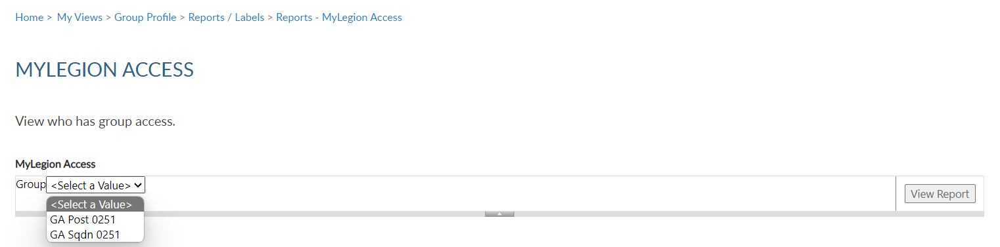 Home > My Views > Group Profile > Reports / Labels > Reports - MyLegion Access
MYLEGION ACCESS
View who has group access.
MyLegion Access
Group <Select a Value>
View Report
<Select a Value>
GA Post 0251
GA Sqdn 0251